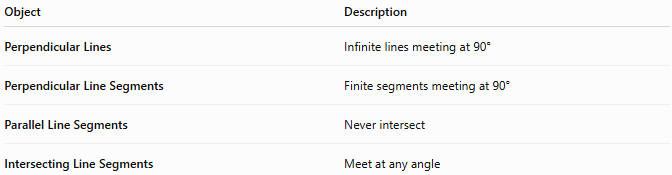 Object Description
Perpendicular Lines Infinite lines meeting at 90°
Perpendicular Line Segments Finite segments meeting at 90°
Parallel Line Segments Never intersect
Intersecting Line Segments Meet at any angle